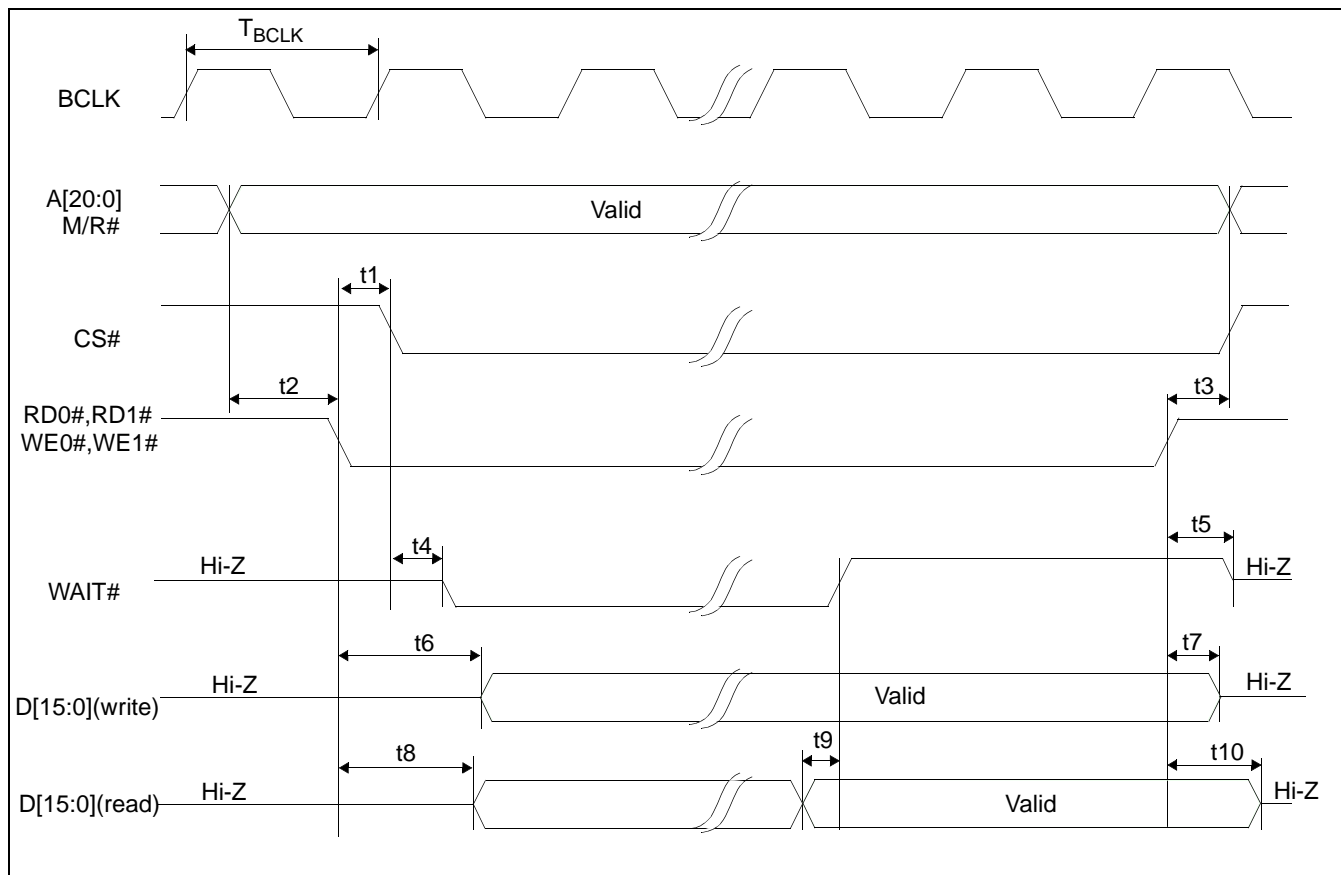 TBCLK
BCLK
A[20:0]
M/R#
Valid
t1
CS#
t2
t3
RD0#,RD1#
WE0#,WE1#
t5
t4
Hi-Z
Hi-Z
WAIT#
t6
t7
Hi-Z
Valid
Hi-Z
D[15:0](write)
t8
t9
t10
Hi-Z
D[15:0](read)
Valid
Hi-Z